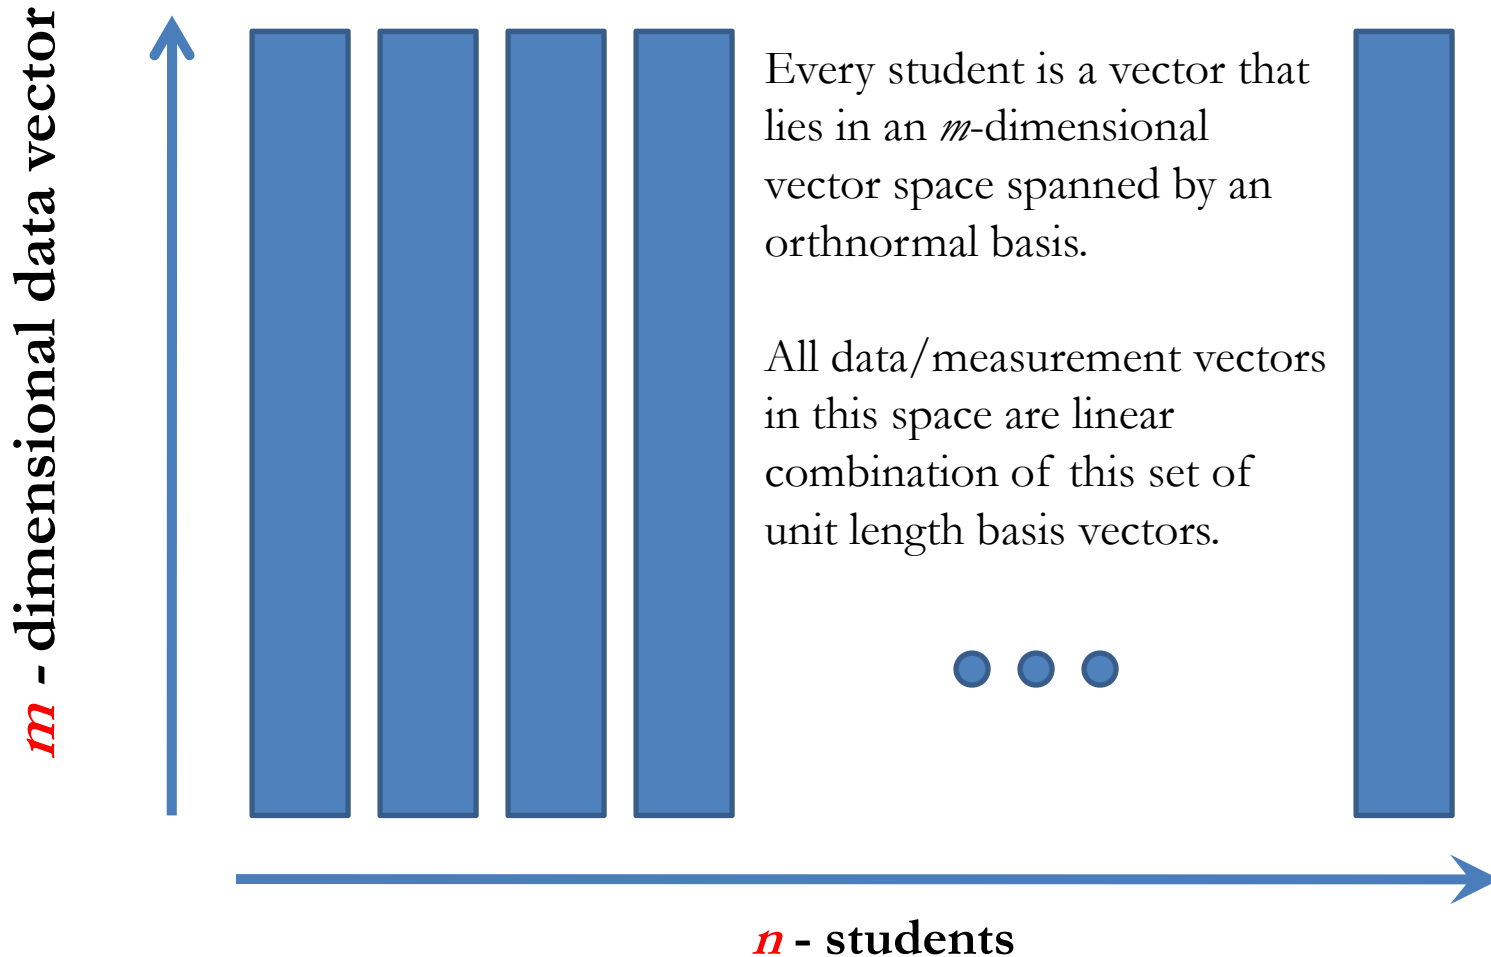 m - dimensional data vector
Every student is a vector that
lies in an m-dimensional
vector space spanned by an
orthnormal basis.
All data/measurement vectors
in this space are linear
combination of this set of
unit length basis vectors.
n - students